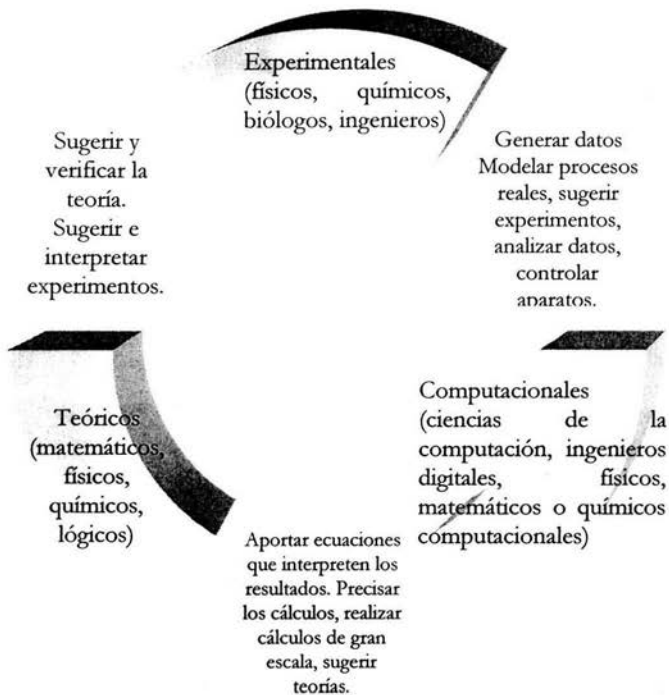 Experimentales
(físicos, químicos,
biólogos, ingenieros)
Sugerir y
verificar la
teoría.
Sugerir e
interpretar
experimentos.
Generar datos
Modelar procesos
reales, sugerir
experimentos,
analizar datos,
controlar
aparatos.
Teóricos
(matemáticos,
físicos,
químicos,
lógicos)
Computacionales
(ciencias de la
computación, ingenieros
digitales, físicos,
matemáticos o químicos
computacionales)
Aportar ecuaciones
que interpreten los
resultados. Precisar
los cálculos, realizar
cálculos de gran
escala, sugerir
teorías.